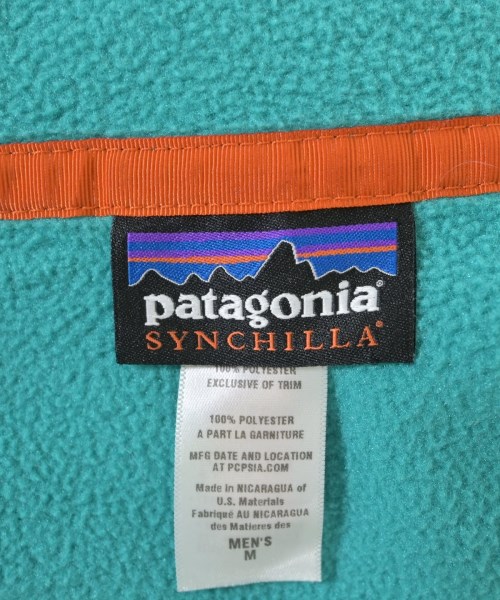 patagonia®
SYNCHILLA®
100% POLYESTER
EXCLUSIVE OF TRIM
100% POLYESTER
A PART LA GARNITURE
MFG DATE AND LOCATION
AT PCPSIA.COM
Made in NICARAGUA of
U.S. Materials
Fabriqué AU NICARAGUA
des Matieres des
MEN'S
M